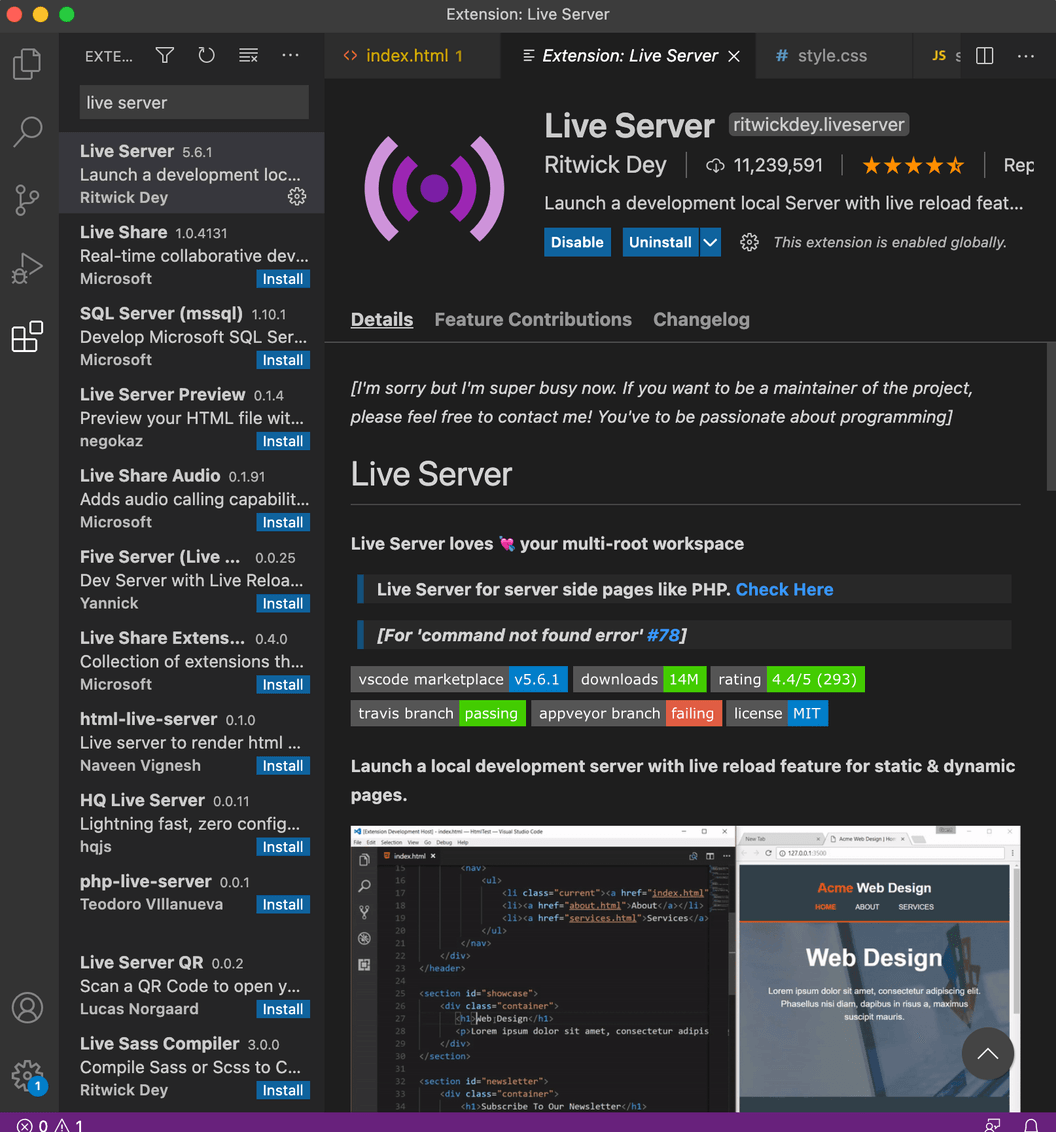 Extension: Live Server
EXTE...
index.html 1
Extension: Live Server
# style.css
JS s
live server
Live Server 5.6.1
Launch a development loc...
Ritwick Dey
Live Share 1.0.4131
Real-time collaborative dev...
Microsoft
Install
SQL Server (mssql) 1.10.1
Develop Microsoft SQL Ser...
Microsoft
Install
Live Server Preview 0.1.4
Preview your HTML file wit...
negokaz
Install
Live Share Audio 0.1.91
Adds audio calling capabilit...
Microsoft
Install
Five Server (Live ... 0.0.25
Dev Server with Live Reloa...
Yannick
Install
Live Share Extens... 0.4.0
Collection of extensions th...
Microsoft
Install
html-live-server 0.1.0
Live server to render html ...
Naveen Vignesh
Install
HQ Live Server 0.0.11
Lightning fast, zero config...
hqjs
Install
php-live-server 0.0.1
Teodoro VIllanueva
Install
Live Server QR 0.0.2
Scan a QR Code to open y...
Lucas Norgaard
Install
Live Sass Compiler 3.0.0
Compile Sass or Scss to C...
Ritwick Dey
Install
1
Live Server ritwickdey.liveserver
Ritwick Dey 11,239,591 Rep
Launch a development local Server with live reload feat...
Disable Uninstall This extension is enabled globally.
Details Feature Contributions Changelog
[I'm sorry but I'm super busy now. If you want to be a maintainer of the project,
please feel free to contact me! You've to be passionate about programming]
Live Server
Live Server loves 💘 your multi-root workspace
Live Server for server side pages like PHP. Check Here
[For 'command not found error' #78]
vscode marketplace v5.6.1 downloads 14M rating 4.4/5 (293)
travis branch passing appveyor branch failing license MIT
Launch a local development server with live reload feature for static & dynamic
pages.
[Extension Development Host] - index.html — HtmlTest — Visual Studio Code
File Edit Selection View Go Debug Help
index.html
15 <nav>
16 <ul>
17 <li class="current"><a href="index.html"
18 <li><a href="about.html">About</a></li>
19 <li><a href="services.html">Services</a>
20 </ul>
21 </nav>
22 </div>
23 </header>
24
25 <section id="showcase">
26 <div class="container">
27 <h1>Web Design</h1>
28 <p>Lorem ipsum dolor sit amet, consectetur adipis
29 </div>
30 </section>
31
32 <section id="newsletter">
33 <div class="container">
34 <h1>Subscribe To Our Newsletter</h1>
New Tab
Acme Web Design | Ho
127.0.0.1:3500
Acme Web Design
HOME ABOUT SERVICES
Web Design
Lorem ipsum dolor sit amet, consectetur adipiscing elit.
Phasellus nisi diam, dapibus in risus a, maximus
suscipit mauris.
0 1